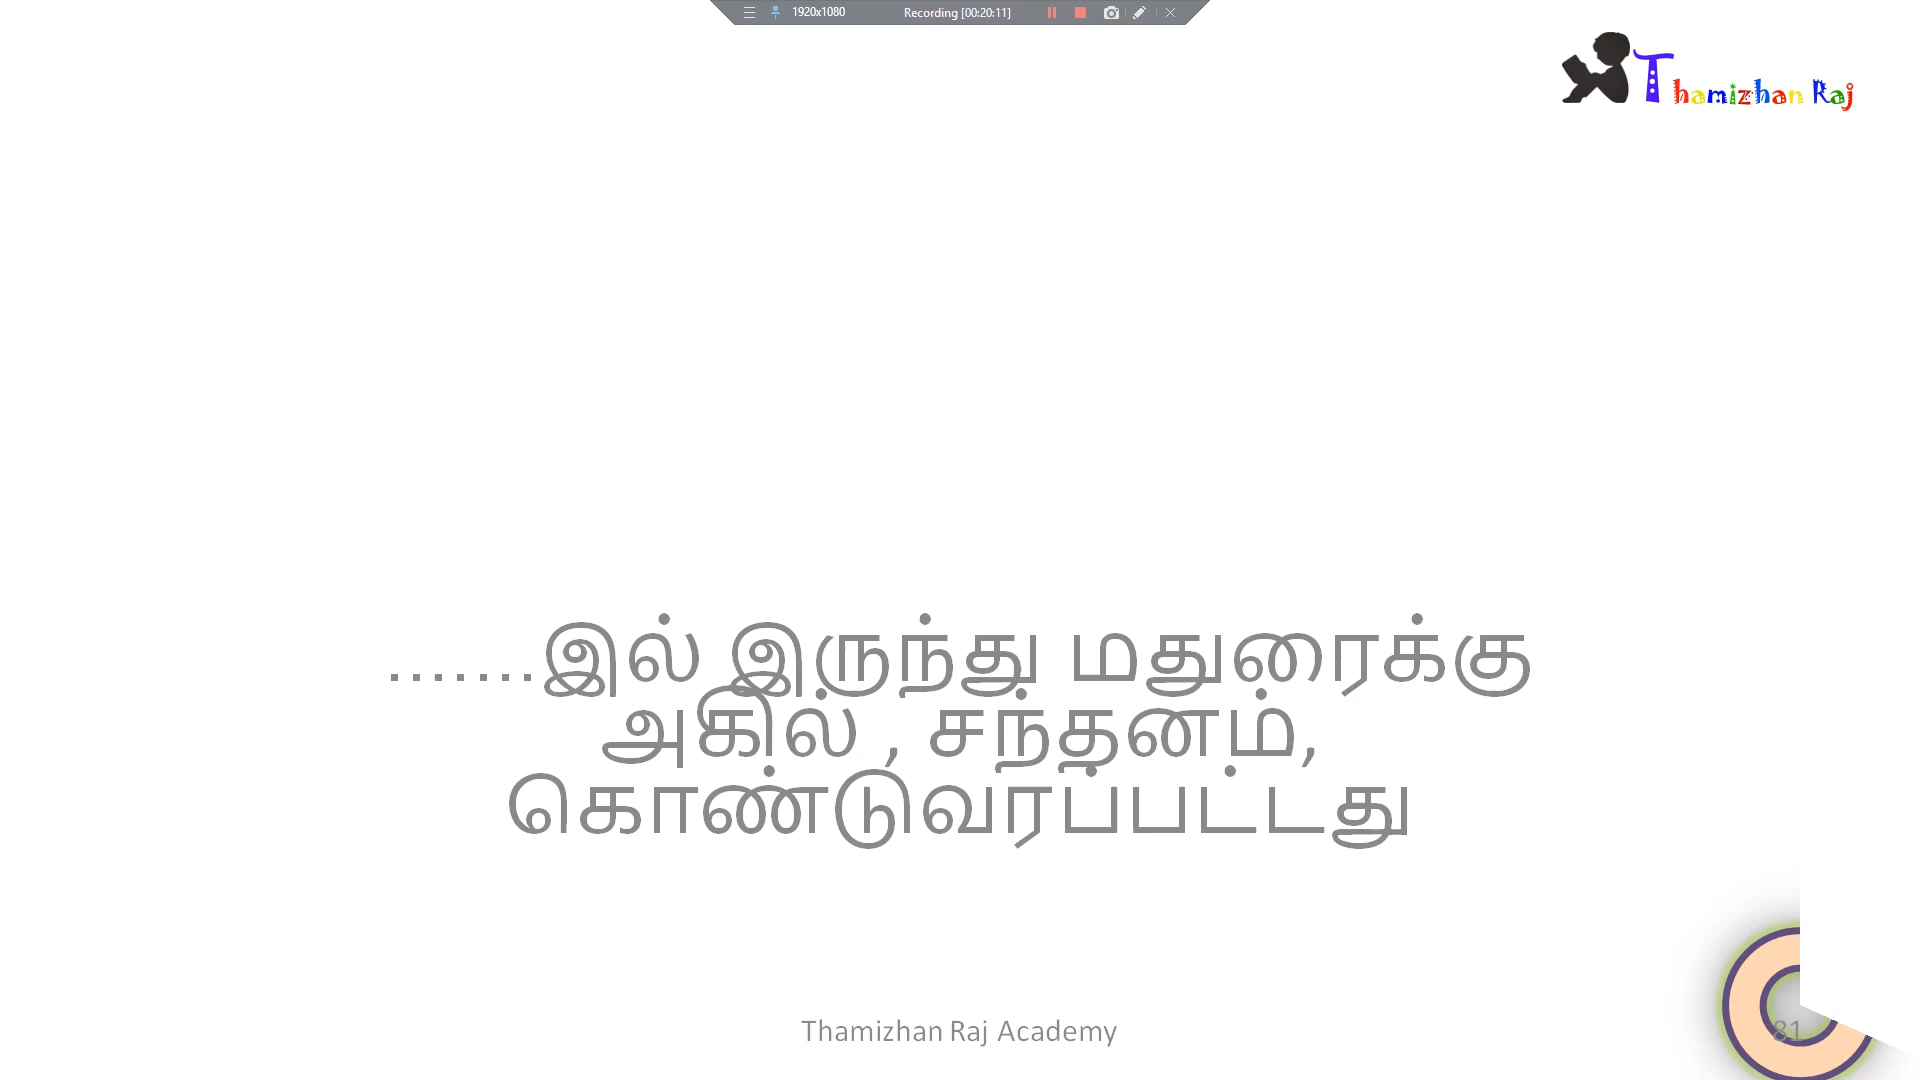 1920x1080 Recording [00:20:11]
Thamizhan Raj
.......இல் இருந்து மதுரைக்கு
அகில் , சந்தனம்,
கொண்டுவரப்பட்டது
Thamizhan Raj Academy
81